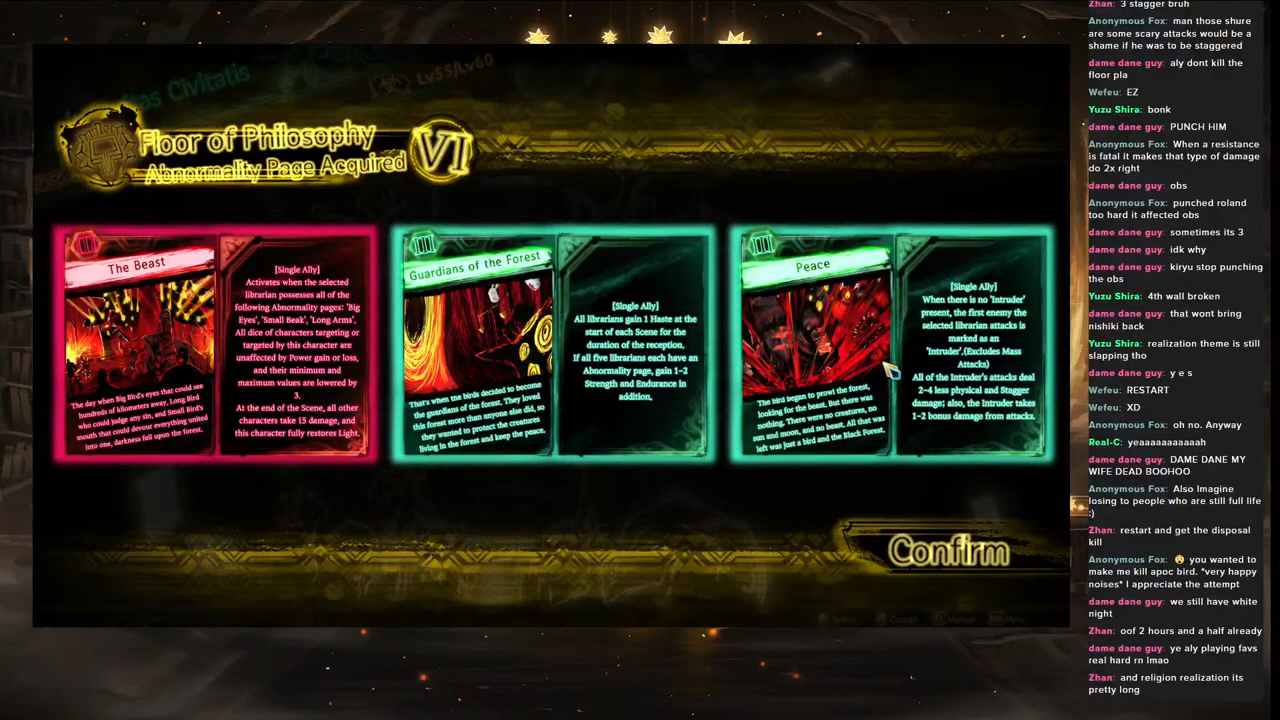 Civitatis
Lv55/Lv60
Floor of Philosophy
Abnormality Page Acquired
VI
III
The Beast
The day when Big Bird's eyes that could see
hundreds of kilometers away, Long Bird
who could judge any sin, and Small Bird's
mouth that could devour everything united
into one, darkness fell upon the forest.
[Single Ally]
Activates when the selected
librarian possesses all of the
following Abnormality pages: 'Big
Eyes', 'Small Beak', 'Long Arms'.
All dice of characters targeting or
targeted by this character are
unaffected by Power gain or loss,
and their minimum and
maximum values are lowered by
3.
At the end of the Scene, all other
characters take 15 damage, and
this character fully restores Light.
III
Guardians of the Forest
That's when the birds decided to become
the guardians of the forest. They loved
this forest more than anyone else did, so
they wanted to protect the creatures
living in the forest and keep the peace.
[Single Ally]
All librarians gain 1 Haste at the
start of each Scene for the
duration of the reception.
If all five librarians each have an
Abnormality page, gain 1~2
Strength and Endurance in
addition.
III
Peace
The bird began to prowl the forest,
looking for the beast. But there was
nothing. There were no creatures, no
sun and moon, and no beast. All that was
left was just a bird and the Black Forest.
[Single Ally]
When there is no 'Intruder'
present, the first enemy the
selected librarian attacks is
marked as an
'Intruder'.(Excludes Mass
Attacks)
All of the Intruder's attacks deal
2~4 less physical and Stagger
damage; also, the Intruder takes
1~2 bonus damage from attacks.
Confirm
Select
Cancel
Manual
Menu
Zhan: 3 stagger bruh
Anonymous Fox: man those shure
are some scary attacks would be a
shame if he was to be staggered
dame dane guy: aly dont kill the
floor pla
Wefeu: EZ
Yuzu Shira: bonk
dame dane guy: PUNCH HIM
Anonymous Fox: When a resistance
is fatal it makes that type of damage
do 2x right
dame dane guy: obs
Anonymous Fox: punched roland
too hard it affected obs
dame dane guy: sometimes its 3
dame dane guy: idk why
dame dane guy: kiryu stop punching
the obs
Yuzu Shira: 4th wall broken
dame dane guy: that wont bring
nishiki back
Yuzu Shira: realization theme is still
slapping tho
dame dane guy: y e s
Wefeu: RESTART
Wefeu: XD
Anonymous Fox: oh no. Anyway
Real-C: yeaaaaaaaaaah
dame dane guy: DAME DANE MY
WIFE DEAD BOOHOO
Anonymous Fox: Also Imagine
losing to people who are still full life
:)
Zhan: restart and get the disposal
kill
Anonymous Fox: 😮 you wanted to
make me kill apoc bird. *very happy
noises* I appreciate the attempt
dame dane guy: we still have white
night
Zhan: oof 2 hours and a half already
dame dane guy: ye aly playing favs
real hard rn lmao
Zhan: and religion realization its
pretty long